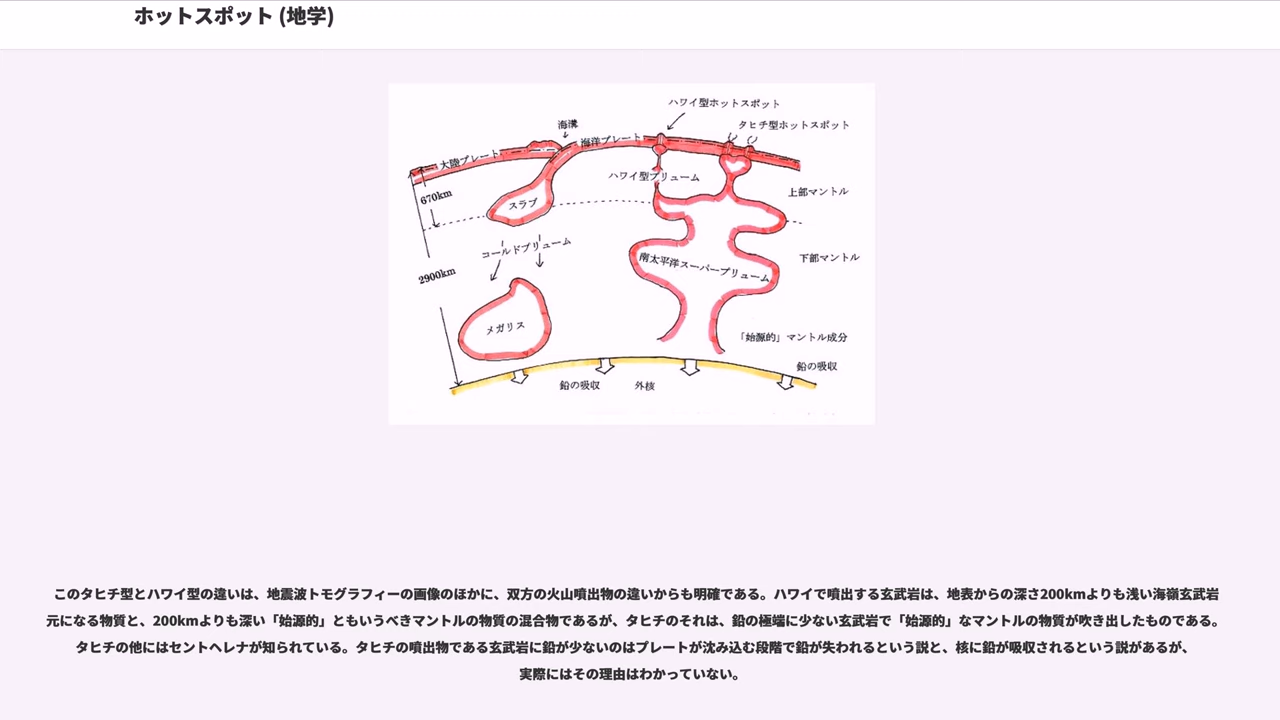 ホットスポット (地学)
ハワイ型ホットスポット
海溝
タヒチ型ホットスポット
海洋プレート
大陸プレート
ハワイ型プリューム
上部マントル
670km
スラブ
コールドプリューム
下部マントル
南太平洋スーパープリューム
2900km
メガリス
「始源的」マントル成分
鉛の吸収
鉛の吸収
外核
このタヒチ型とハワイ型の違いは、地震波トモグラフィーの画像のほかに、双方の火山噴出物の違いからも明確である。ハワイで噴出する玄武岩は、地表からの深さ200kmよりも浅い海嶺玄武岩
元になる物質と、200kmよりも深い「始源的」ともいうべきマントルの物質の混合物であるが、タヒチのそれは、鉛の極端に少ない玄武岩で「始源的」なマントルの物質が吹き出したものである。
タヒチの他にはセントヘレナが知られている。タヒチの噴出物である玄武岩に鉛が少ないのはプレートが沈み込む段階で鉛が失われるという説と、核に鉛が吸収されるという説があるが、
実際にはその理由はわかっていない。